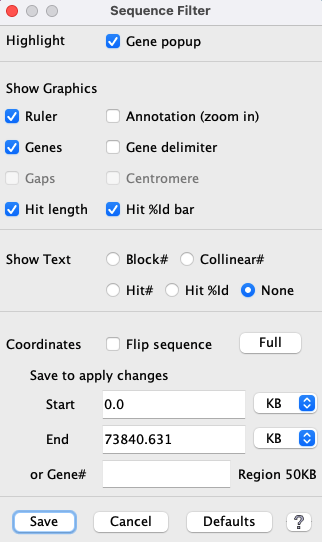 Sequence Filter
Highlight Gene popup
Show Graphics
Ruler Annotation (zoom in)
Genes Gene delimiter
Gaps Centromere
Hit length Hit %Id bar
Show Text Block# Collinear#
Hit# Hit %Id None
Coordinates Flip sequence Full
Save to apply changes
Start 0.0 KB
End 73840.631 KB
or Gene# Region 50KB
Save Cancel Defaults ?